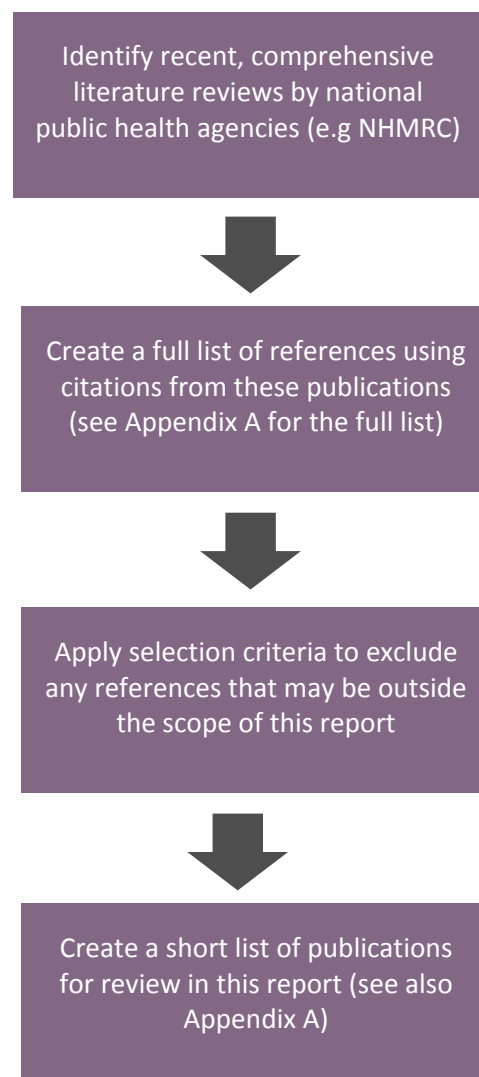 Identify recent, comprehensive
literature reviews by national
public health agencies (e.g NHMRC)
Create a full list of references using
citations from these publications
(see Appendix A for the full list)
Apply selection criteria to exclude
any references that may be outside
the scope of this report
Create a short list of publications
for review in this report (see also
Appendix A)